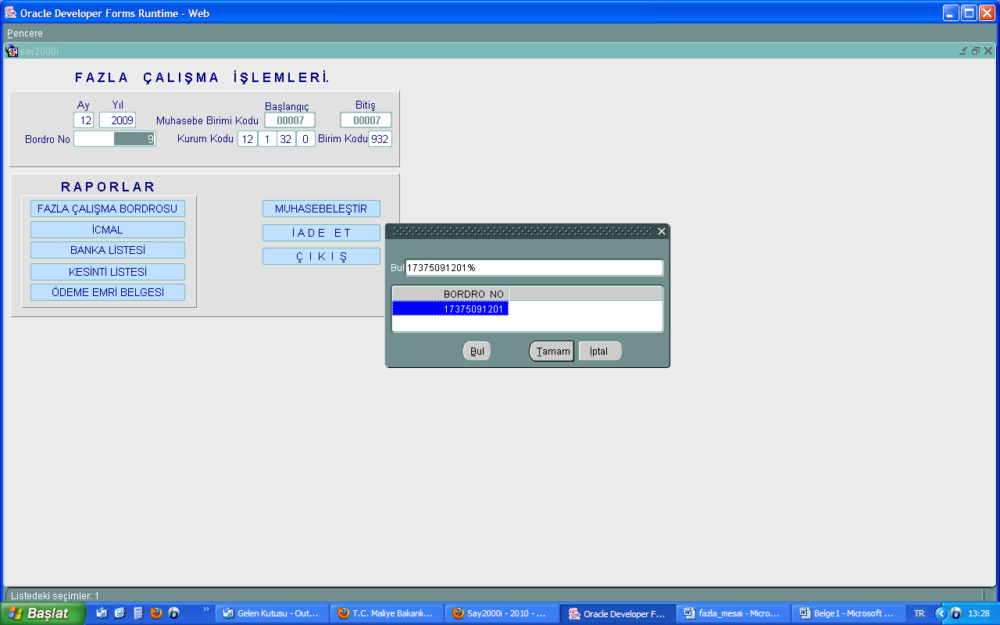 Oracle Developer Forms Runtime - Web
Pencere
say2000i
FAZLA ÇALIŞMA İŞLEMLERİ.
Ay Yıl Başlangıç Bitiş
12 2009 Muhasebe Birimi Kodu 00007 00007
Bordro No 9 Kurum Kodu 12 1 32 0 Birim Kodu 932
RAPORLAR
FAZLA ÇALIŞMA BORDROSU MUHASEBELEŞTİR
İCMAL İADE ET
BANKA LİSTESİ ÇIKIŞ
KESİNTİ LİSTESİ
ÖDEME EMRİ BELGESİ
Bul 17375091201%
BORDRO NO
17375091201
Bul Tamam İptal
Listedeki seçimler: 1
Başlat Gelen Kutusu - Out... T.C. Maliye Bakanlı... Say2000i - 2010 - ... Oracle Developer F... fazla_mesai - Micro... Belge1 - Microsoft ... TR 13:28